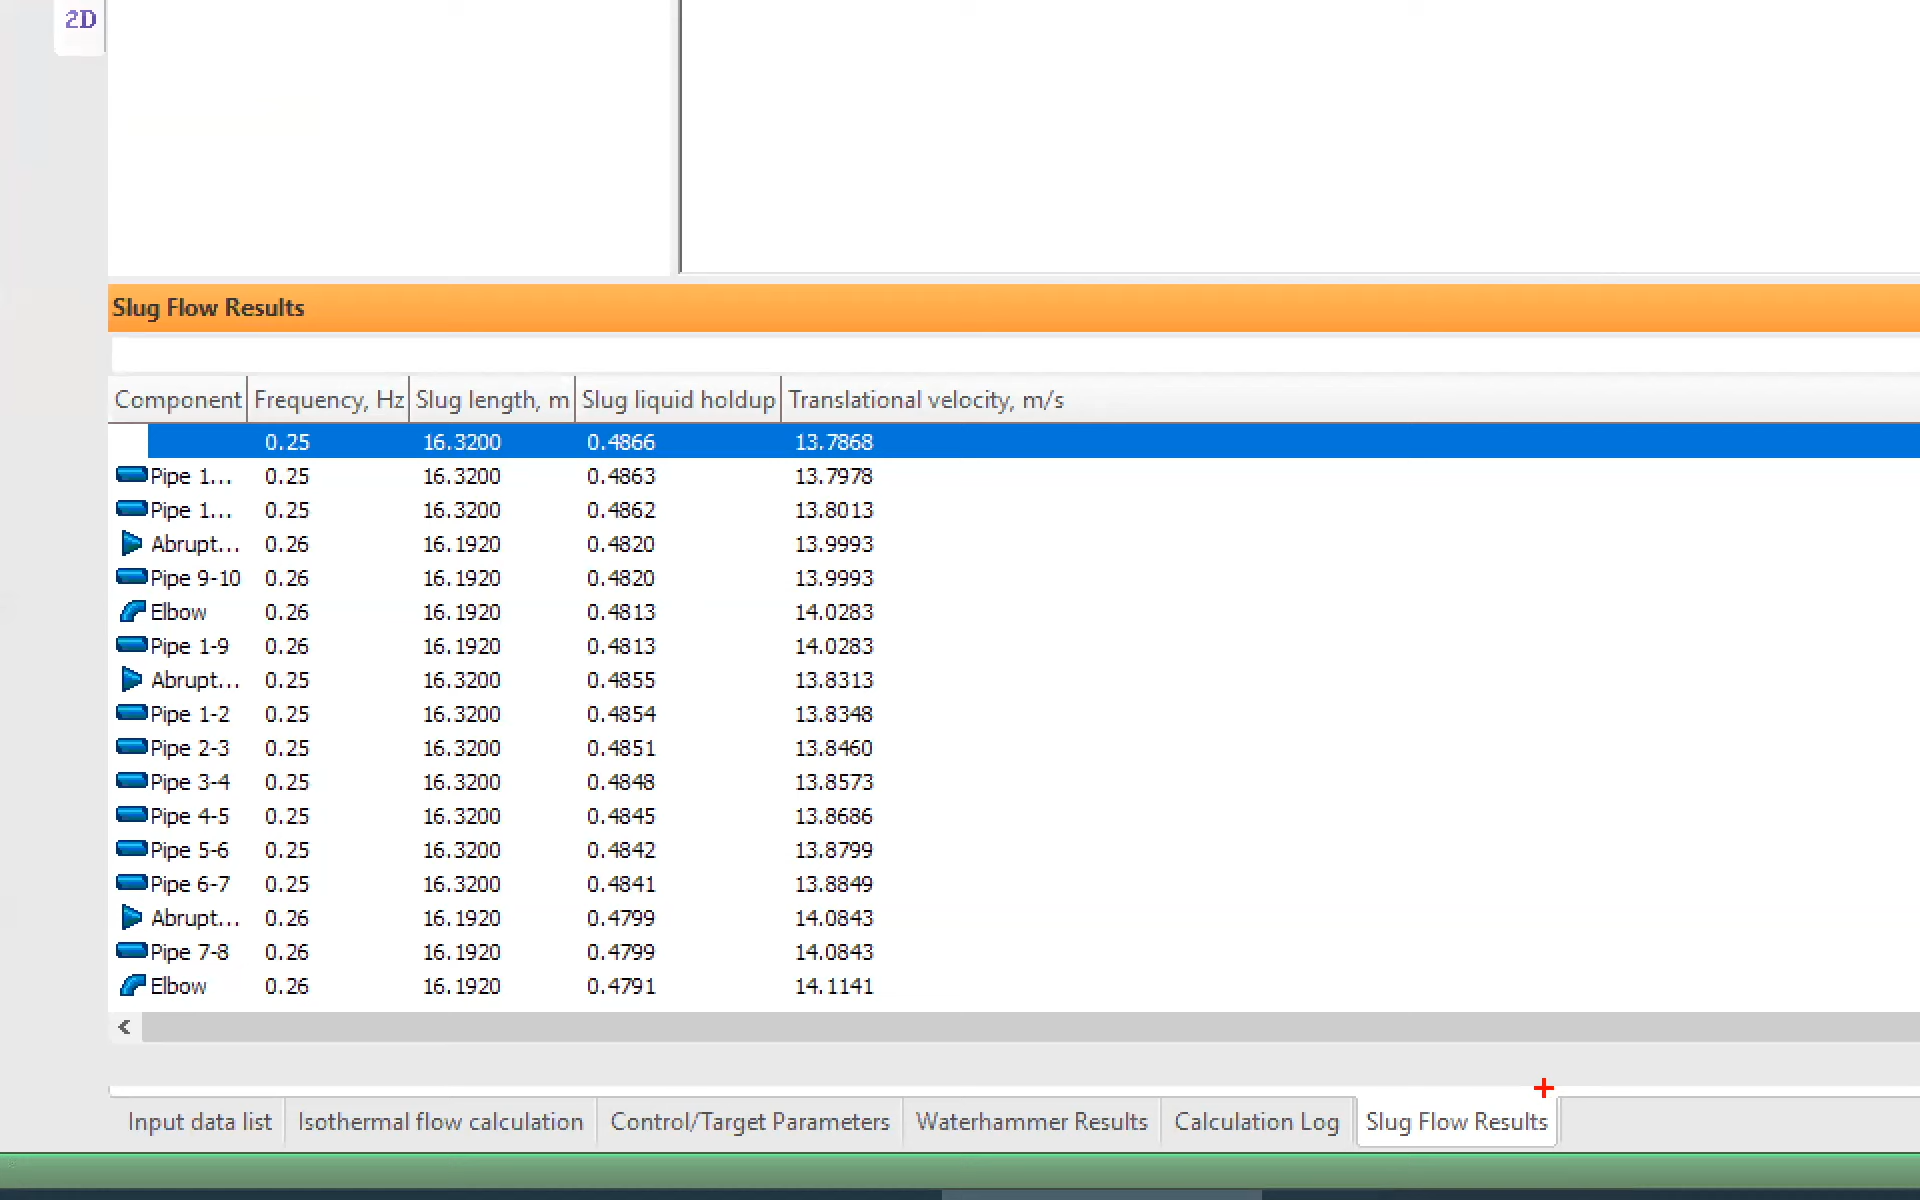 2D
Slug Flow Results
Component Frequency, Hz Slug length, m Slug liquid holdup Translational velocity, m/s
0.25 16.3200 0.4866 13.7868
Pipe 1... 0.25 16.3200 0.4863 13.7978
Pipe 1... 0.25 16.3200 0.4862 13.8013
Abrupt... 0.26 16.1920 0.4820 13.9993
Pipe 9-10 0.26 16.1920 0.4820 13.9993
Elbow 0.26 16.1920 0.4813 14.0283
Pipe 1-9 0.26 16.1920 0.4813 14.0283
Abrupt... 0.25 16.3200 0.4855 13.8313
Pipe 1-2 0.25 16.3200 0.4854 13.8348
Pipe 2-3 0.25 16.3200 0.4851 13.8460
Pipe 3-4 0.25 16.3200 0.4848 13.8573
Pipe 4-5 0.25 16.3200 0.4845 13.8686
Pipe 5-6 0.25 16.3200 0.4842 13.8799
Pipe 6-7 0.25 16.3200 0.4841 13.8849
Abrupt... 0.26 16.1920 0.4799 14.0843
Pipe 7-8 0.26 16.1920 0.4799 14.0843
Elbow 0.26 16.1920 0.4791 14.1141
Input data list Isothermal flow calculation Control/Target Parameters Waterhammer Results Calculation Log Slug Flow Results